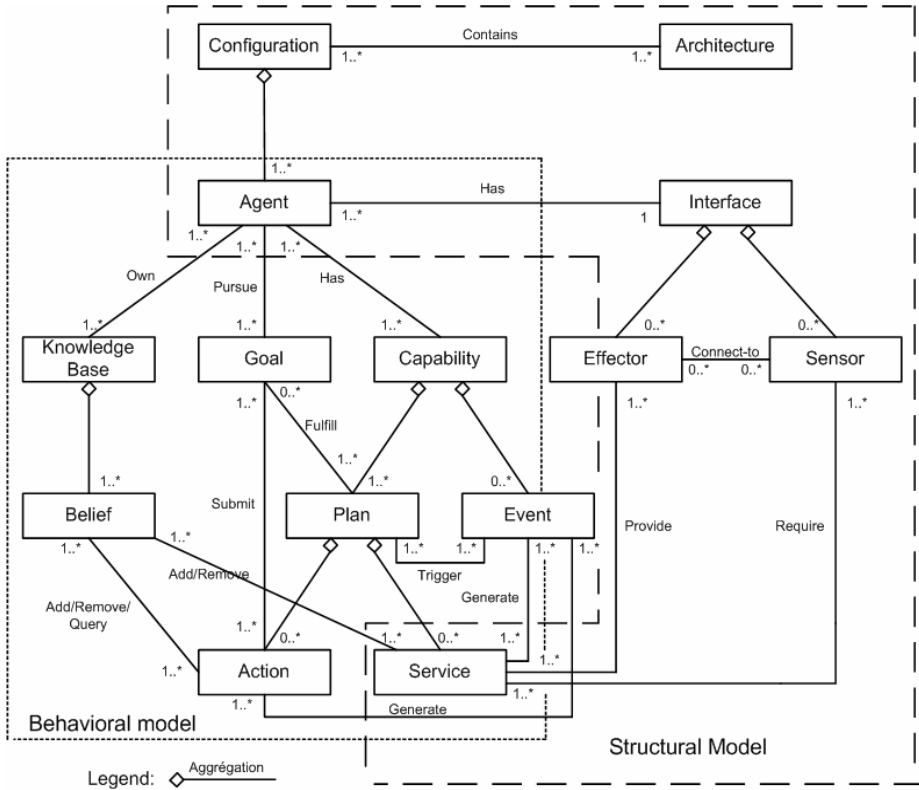 Configuration
Contains
Architecture
1..*
1..*
1..*
Agent
Has
Interface
1..*
1
1..*
1..*
1..*
Own
Pursue
Has
1..*
1..*
1..*
0..*
0..*
Knowledge
Base
Goal
Capability
Effector
Connect-to
Sensor
0..*
0..*
1..*
0..*
1..*
1..*
Fulfill
1..*
1..*
1..*
0..*
Belief
Submit
Plan
Event
Provide
Require
1..*
1..*
1..*
1..*
1..*
1..*
Add/Remove
Trigger
Generate
Add/Remove/
Query
1..*
0..*
1..*
0..*
1..*
1..*
1..*
Action
Service
1..*
1..*
Generate
Behavioral model
Structural Model
Legend:
Aggrégation